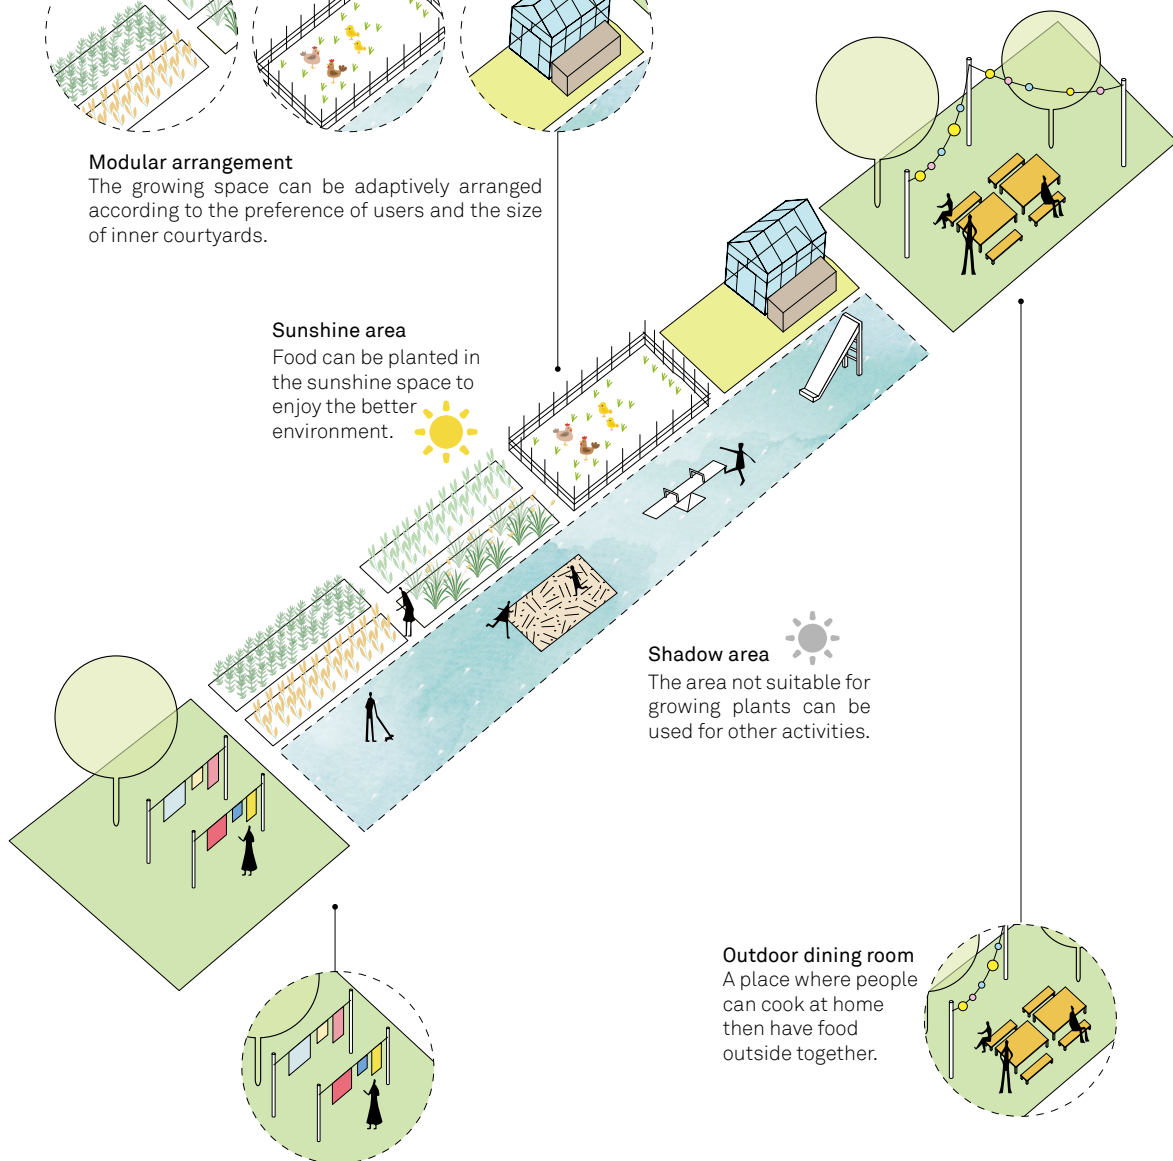 Modular arrangement
The growing space can be adaptively arranged
according to the preference of users and the size
of inner courtyards.
Sunshine area
Food can be planted in
the sunshine space to
enjoy the better
environment.
Shadow area
The area not suitable for
growing plants can be
used for other activities.
Outdoor dining room
A place where people
can cook at home
then have food
outside together.